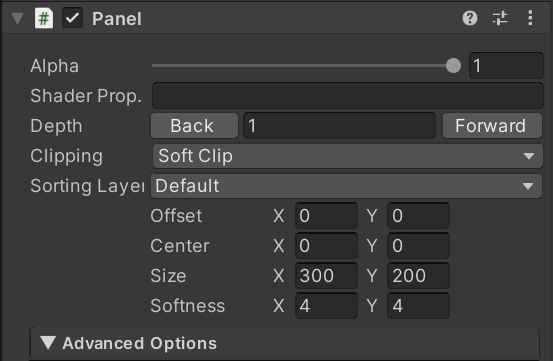 # Panel
Alpha 1
Shader Prop.
Depth Back 1 Forward
Clipping Soft Clip
Sorting Layer Default
Offset X 0 Y 0
Center X 0 Y 0
Size X 300 Y 200
Softness X 4 Y 4
Advanced Options